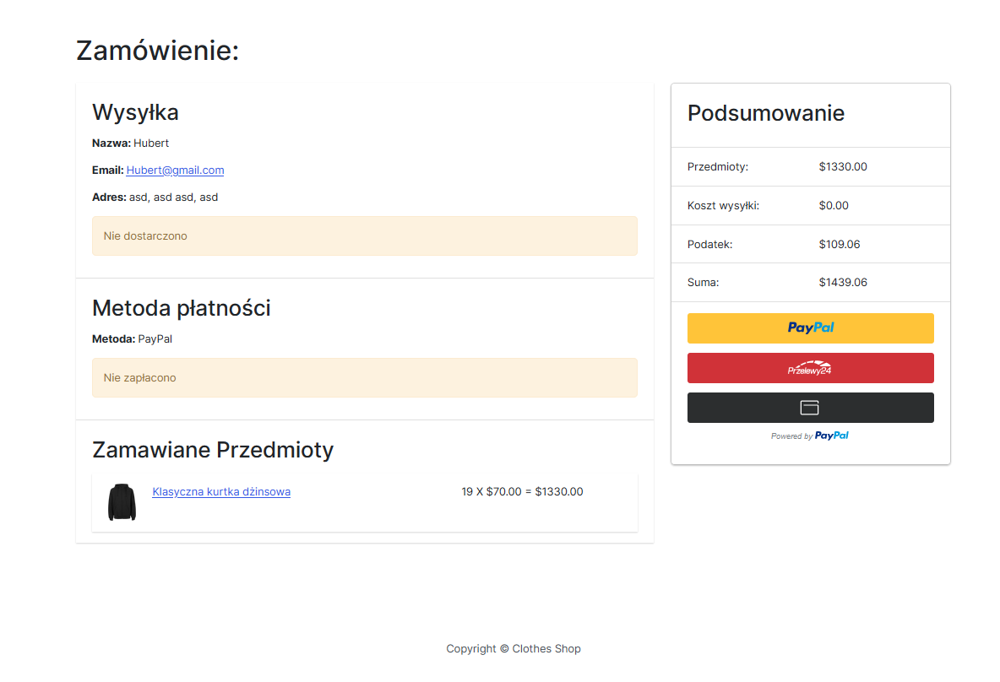 Zamówienie:
Wysyłka
Nazwa: Hubert
Email: Hubert@gmail.com
Adres: asd, asd asd, asd
Nie dostarczono
Metoda płatności
Metoda: PayPal
Nie zapłacono
Zamawiane Przedmioty
Klasyczna kurtka dżinsowa 19 X $70.00 = $1330.00
Podsumowanie
Przedmioty: $1330.00
Koszt wysyłki: $0.00
Podatek: $109.06
Suma: $1439.06
PayPal
Przelewy24
Powered by PayPal
Copyright © Clothes Shop